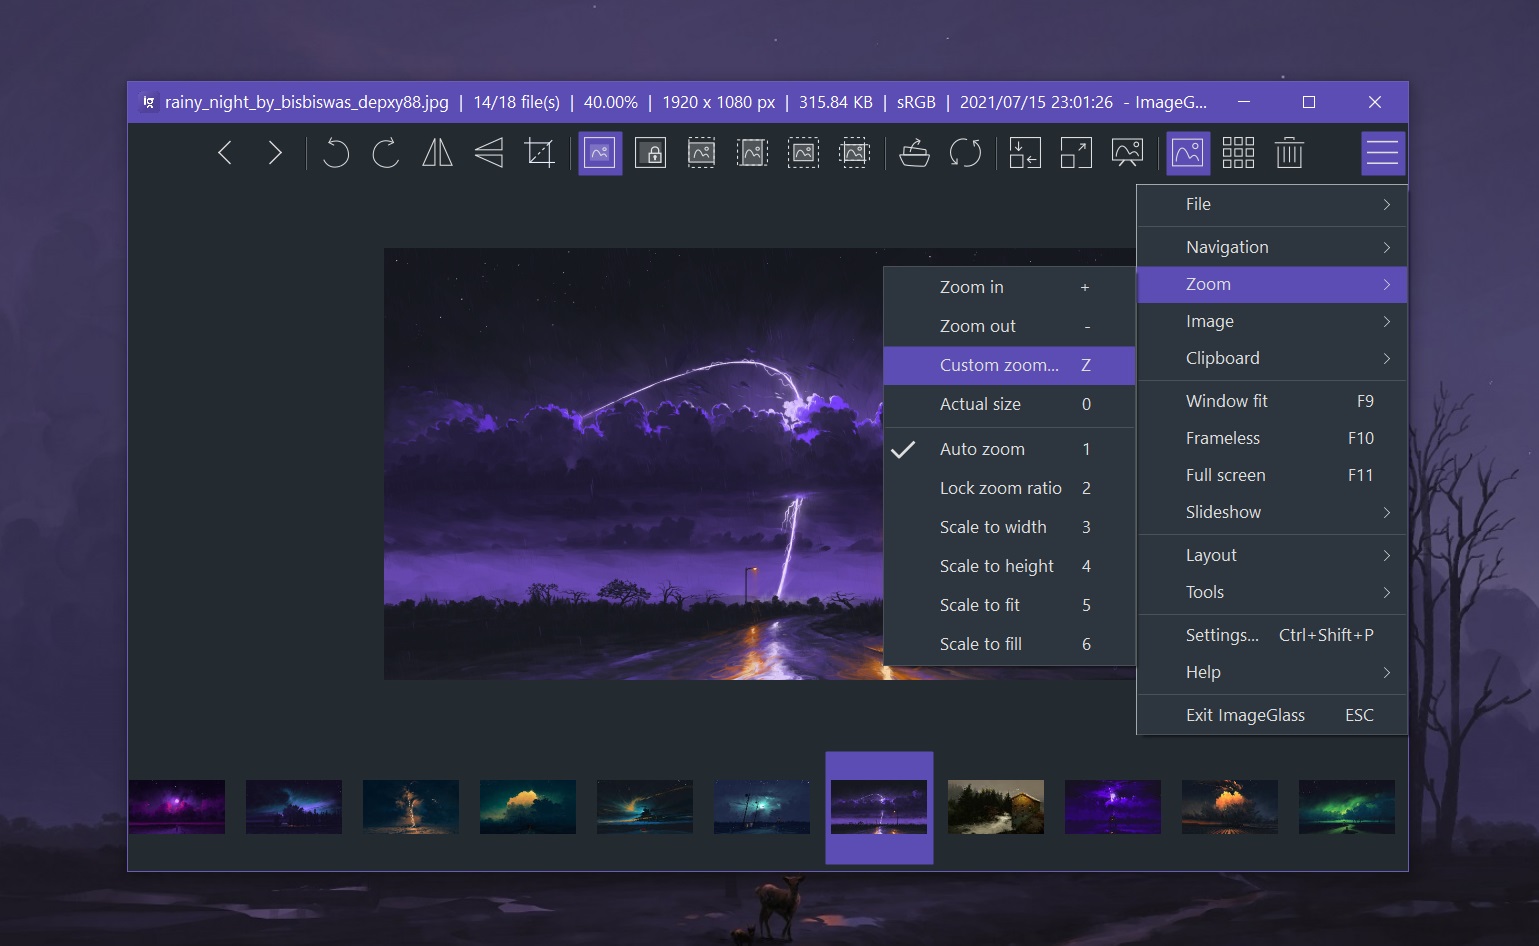 rainy_night_by_bisbiswas_depxy88.jpg | 14/18 file(s) | 40.00% | 1920 x 1080 px | 315.84 KB | sRGB | 2021/07/15 23:01:26 - ImageG...
File
Navigation
Zoom
Image
Clipboard
Window fit F9
Frameless F10
Full screen F11
Slideshow
Layout
Tools
Settings... Ctrl+Shift+P
Help
Exit ImageGlass ESC
Zoom in +
Zoom out -
Custom zoom... Z
Actual size 0
Auto zoom 1
Lock zoom ratio 2
Scale to width 3
Scale to height 4
Scale to fit 5
Scale to fill 6